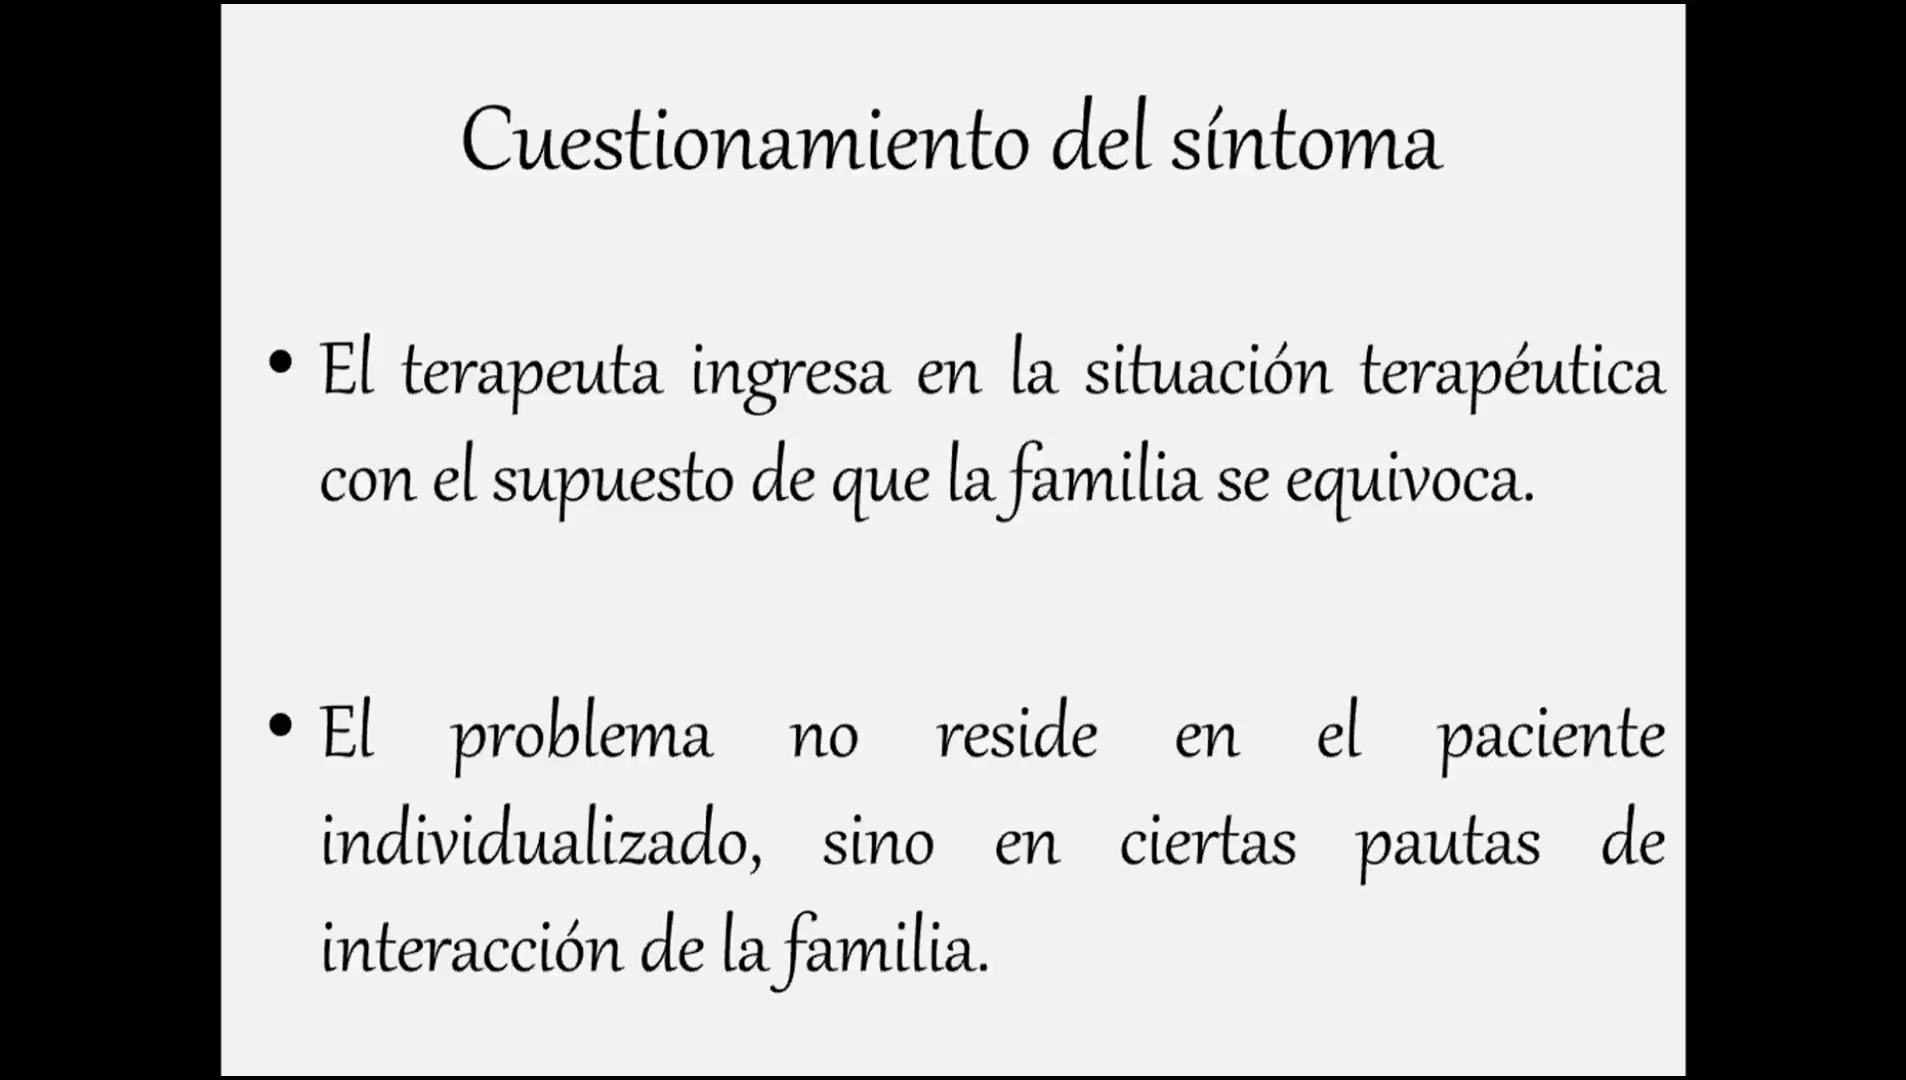 Cuestionamiento del síntoma
• El terapeuta ingresa en la situación terapéutica
con el supuesto de que la familia se equivoca.
• El problema no reside en el paciente
individualizado, sino en ciertas pautas de
interacción de la familia.